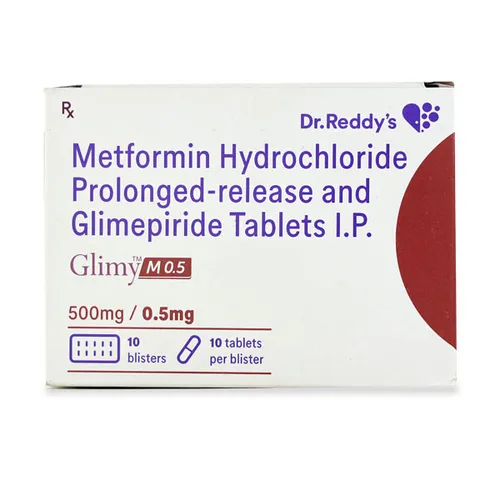 Rx
Dr.Reddy's
Metformin Hydrochloride
Prolonged-release and
Glimepiride Tablets I.P.
Glimy™ M 0.5
500mg / 0.5mg
10 blisters
10 tablets per blister